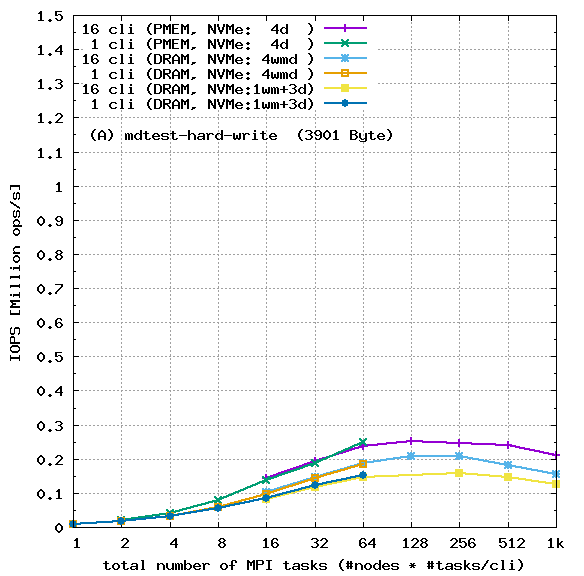 16 cli (PMEM, NVMe:  4d  )
1 cli (PMEM, NVMe:  4d  )
16 cli (DRAM, NVMe: 4wmd )
1 cli (DRAM, NVMe: 4wmd )
16 cli (DRAM, NVMe:1wm+3d)
1 cli (DRAM, NVMe:1wm+3d)
(A) mdtest-hard-write  (3901 Byte)
IOPS [Million ops/s]
1.5
1.4
1.3
1.2
1.1
1
0.9
0.8
0.7
0.6
0.5
0.4
0.3
0.2
0.1
0
1 2 4 8 16 32 64 128 256 512 1k
total number of MPI tasks (#nodes * #tasks/cli)